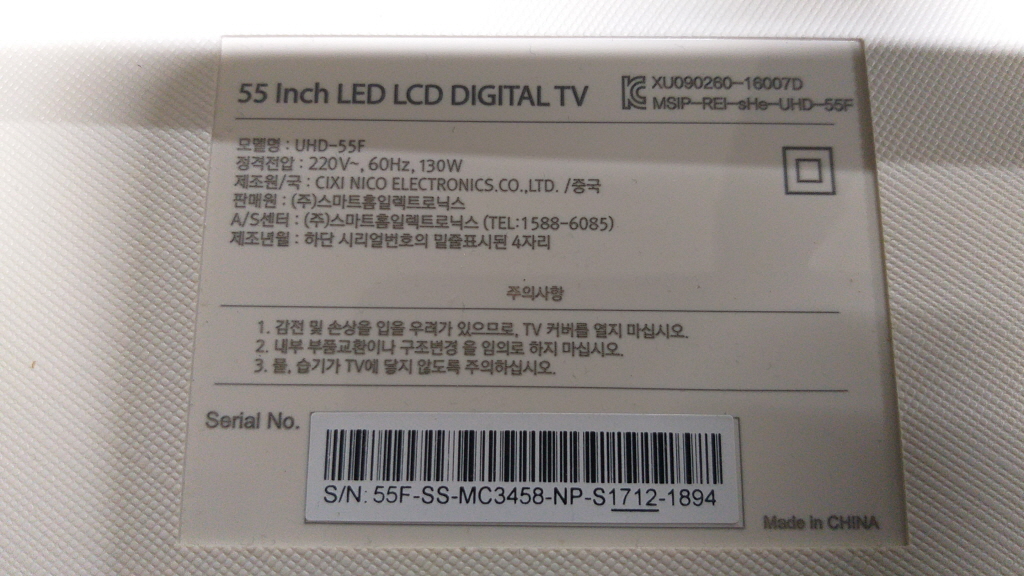 55 Inch LED LCD DIGITAL TV
XU090260-16007D
MSIP-REI-sHe-UHD-55F
모델명 : UHD-55F
정격전압 : 220V~, 60Hz, 130W
제조원/국 : CIXI NICO ELECTRONICS.CO.,LTD. /중국
판매원 : (주)스마트홈일렉트로닉스
A/S센터 : (주)스마트홈일렉트로닉스 (TEL:1588-6085)
제조년월 : 하단 시리얼번호의 밑줄표시된 4자리
주의사항
1. 감전 및 손상을 입을 우려가 있으므로, TV 커버를 열지 마십시오.
2. 내부 부품교환이나 구조변경 을 임의로 하지 마십시오.
3. 물, 습기가 TV에 닿지 않도록 주의하십시오.
Serial No.
S/N: 55F-SS-MC3458-NP-S1712-1894
Made in CHINA